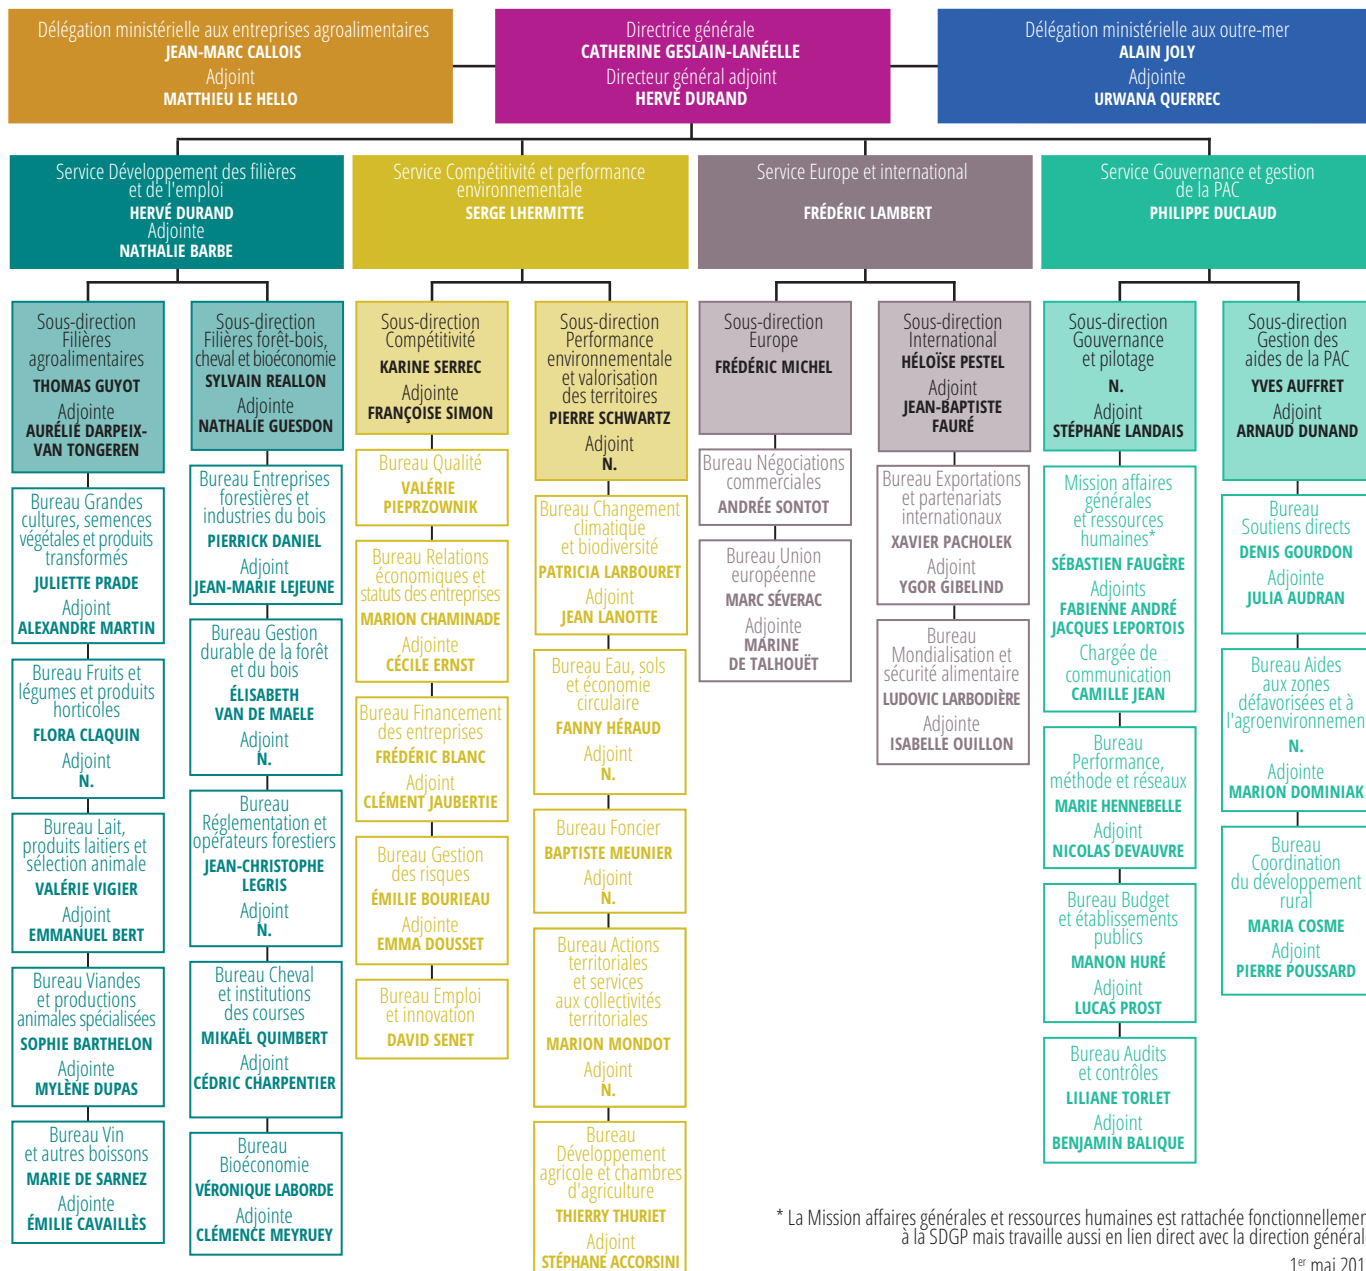 Délégation ministérielle aux entreprises agroalimentaires
JEAN-MARC CALLOIS
Adjoint
MATTHIEU LE HELLO
Directrice générale
CATHERINE GESLAIN-LANÉELLE
Directeur général adjoint
HERVÉ DURAND
Délégation ministérielle aux outre-mer
ALAIN JOLY
Adjointe
URWANA QUERREC
Service Développement des filières
et de l'emploi
HERVÉ DURAND
Adjointe
NATHALIE BARBE
Service Compétitivité et performance
environnementale
SERGE LHERMITTE
Service Europe et international
FRÉDÉRIC LAMBERT
Service Gouvernance et gestion
de la PAC
PHILIPPE DUCLAUD
Sous-direction
Filières
agroalimentaires
THOMAS GUYOT
Adjointe
AURÉLIE DARPEIX-
VAN TONGEREN
Bureau Grandes
cultures, semences
végétales et produits
transformés
JULIETTE PRADE
Adjoint
ALEXANDRE MARTIN
Bureau Fruits et
légumes et produits
horticoles
FLORA CLAQUIN
Adjoint
N.
Bureau Lait,
produits laitiers et
sélection animale
VALÉRIE VIGIER
Adjoint
EMMANUEL BERT
Bureau Viandes
et productions
animales spécialisées
SOPHIE BARTHELON
Adjointe
MYLÈNE DUPAS
Bureau Vin
et autres boissons
MARIE DE SARNEZ
Adjointe
ÉMILIE CAVAILLÈS
Sous-direction
Filières forêt-bois,
cheval et bioéconomie
SYLVAIN REALLON
Adjointe
NATHALIE GUESDON
Bureau Entreprises
forestières et
industries du bois
PIERRICK DANIEL
Adjoint
JEAN-MARIE LEJEUNE
Bureau Gestion
durable de la forêt
et du bois
ÉLISABETH
VAN DE MAELE
Adjoint
N.
Bureau
Réglementation et
opérateurs forestiers
JEAN-CHRISTOPHE
LEGRIS
Adjoint
N.
Bureau Cheval
et institutions
des courses
MIKAËL QUIMBERT
Adjoint
CÉDRIC CHARPENTIER
Bureau
Bioéconomie
VÉRONIQUE LABORDE
Adjointe
CLÉMENCE MEYRUEY
Sous-direction
Compétitivité
KARINE SERREC
Adjointe
FRANÇOISE SIMON
Bureau Qualité
VALÉRIE
PIEPRZOWNIK
Bureau Relations
économiques et
statuts des entreprises
MARION CHAMINADE
Adjointe
CÉCILE ERNST
Bureau Financement
des entreprises
FRÉDÉRIC BLANC
Adjoint
CLÉMENT JAUBERTIE
Bureau Gestion
des risques
ÉMILIE BOURIEAU
Adjointe
EMMA DOUSSET
Bureau Emploi
et innovation
DAVID SENET
Sous-direction
Performance
environnementale
et valorisation
des territoires
PIERRE SCHWARTZ
Adjoint
N.
Bureau Changement
climatique
et biodiversité
PATRICIA LARBOURET
Adjoint
JEAN LANOTTE
Bureau Eau, sols
et économie
circulaire
FANNY HÉRAUD
Adjoint
N.
Bureau Foncier
BAPTISTE MEUNIER
Adjoint
N.
Bureau Actions
territoriales
et services
aux collectivités
territoriales
MARION MONDOT
Adjoint
N.
Bureau
Développement
agricole et chambres
d'agriculture
THIERRY THURIET
Adjoint
STÉPHANE ACCORSINI
Sous-direction
Europe
FRÉDÉRIC MICHEL
Bureau Négociations
commerciales
ANDRÉE SONTOT
Bureau Union
européenne
MARC SÉVERAC
Adjointe
MARINE
DE TALHOUËT
Sous-direction
International
HÉLOÏSE PESTEL
Adjoint
JEAN-BAPTISTE
FAURÉ
Bureau Exportations
et partenariats
internationaux
XAVIER PACHOLEK
Adjoint
YGOR GIBELIND
Bureau
Mondialisation et
sécurité alimentaire
LUDOVIC LARBODIÈRE
Adjointe
ISABELLE OUILLON
Sous-direction
Gouvernance
et pilotage
N.
Adjoint
STÉPHANE LANDAIS
Mission affaires
générales
et ressources
humaines*
SÉBASTIEN FAUGÈRE
Adjoints
FABIENNE ANDRÉ
JACQUES LEPORTOIS
Chargée de
communication
CAMILLE JEAN
Bureau
Performance,
méthode et réseaux
MARIE HENNEBELLE
Adjoint
NICOLAS DEVAUVRE
Bureau Budget
et établissements
publics
MANON HURÉ
Adjoint
LUCAS PROST
Bureau Audits
et contrôles
LILIANE TORLET
Adjoint
BENJAMIN BALIQUE
Sous-direction
Gestion des
aides de la PAC
YVES AUFFRET
Adjoint
ARNAUD DUNAND
Bureau
Soutiens directs
DENIS GOURDON
Adjointe
JULIA AUDRAN
Bureau Aides
aux zones
défavorisées et à
l'agroenvironnemen
N.
Adjointe
MARION DOMINIAK
Bureau
Coordination
du développement
rural
MARIA COSME
Adjoint
PIERRE POUSSARD
* La Mission affaires générales et ressources humaines est rattachée fonctionnellemen
à la SDGP mais travaille aussi en lien direct avec la direction général
1er mai 201